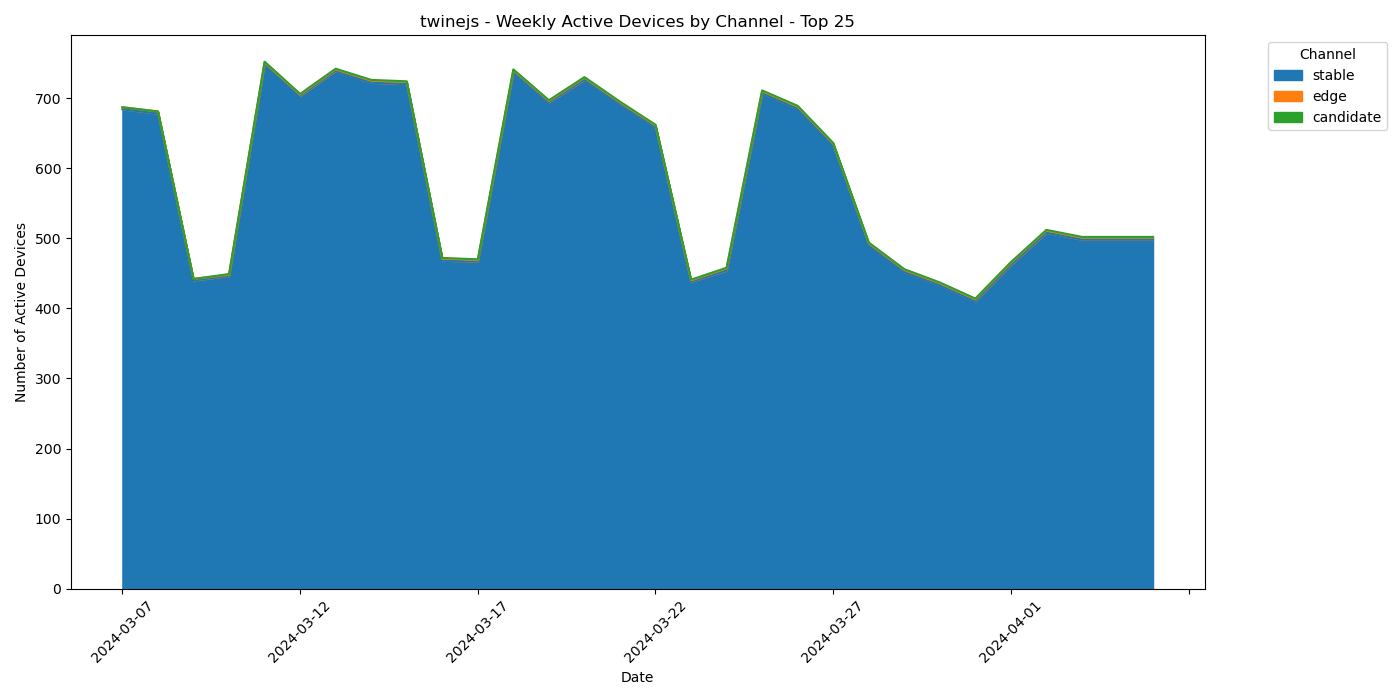 twinejs - Weekly Active Devices by Channel - Top 25
Channel
stable
edge
candidate
Number of Active Devices
700
600
500
400
300
200
100
0
2024-03-07
2024-03-12
2024-03-17
2024-03-22
2024-03-27
2024-04-01
Date